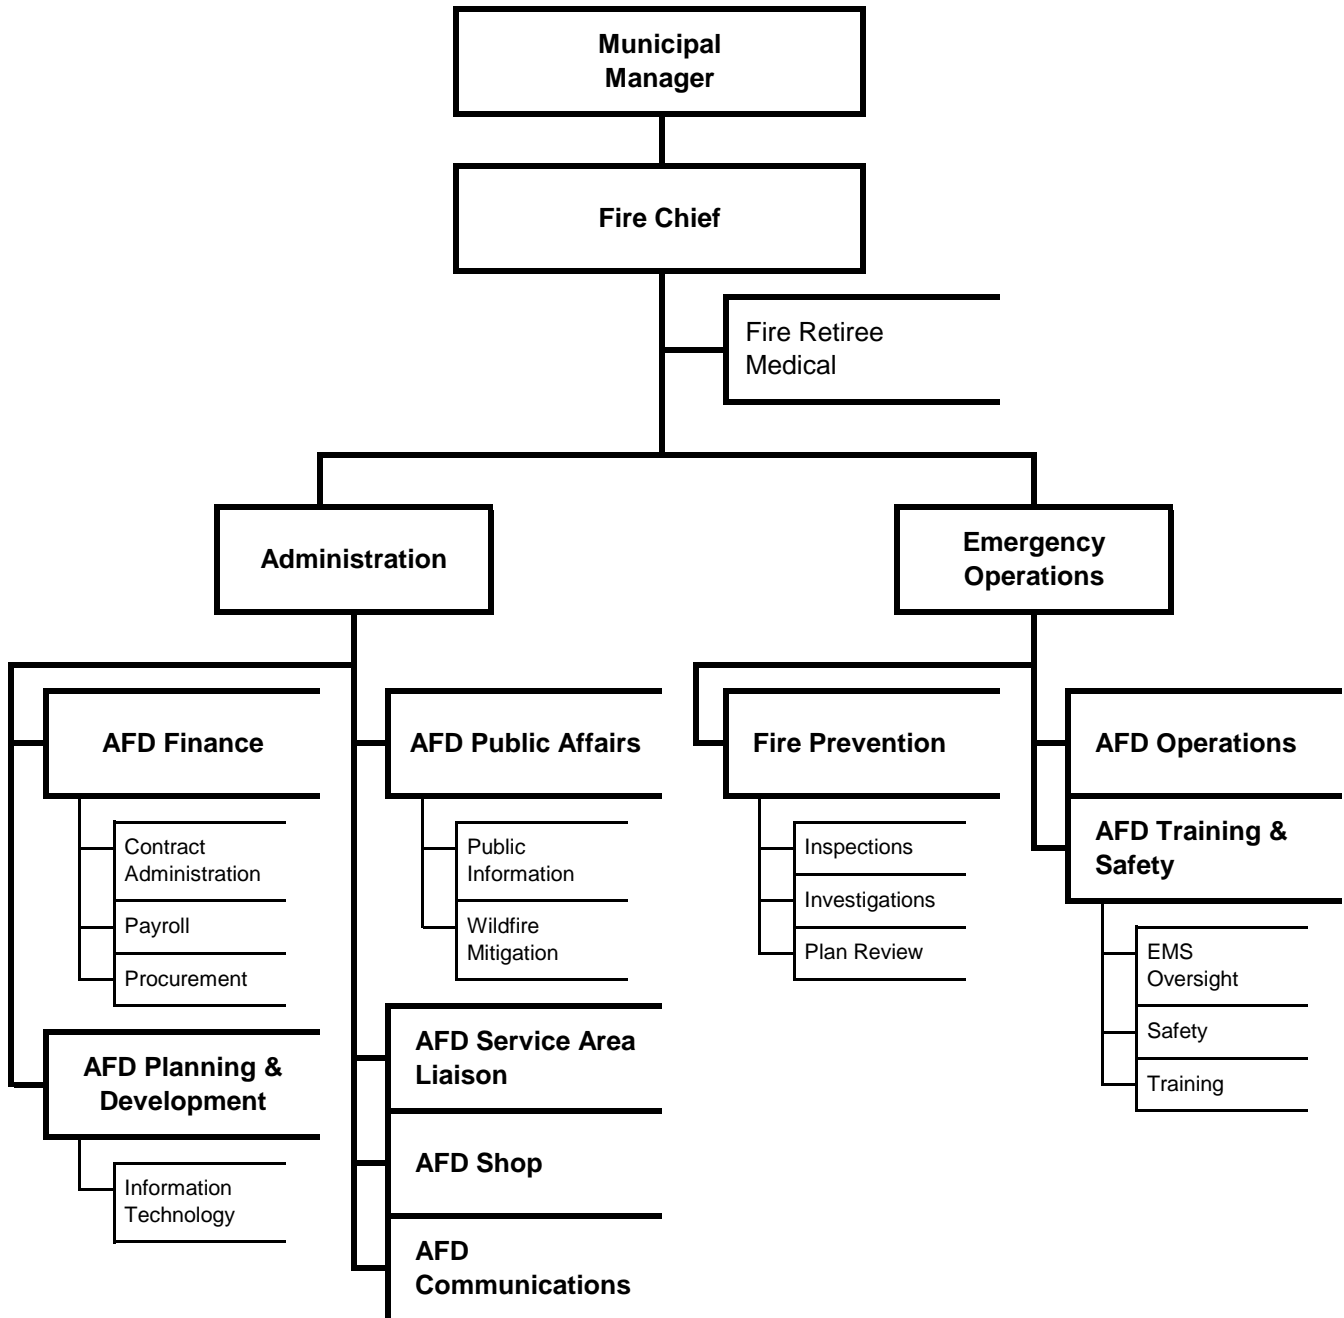 Municipal
Manager
Fire Chief
Fire Retiree
Medical
Administration
Emergency
Operations
AFD Finance
Contract
Administration
Payroll
Procurement
AFD Planning &
Development
Information
Technology
AFD Public Affairs
Public
Information
Wildfire
Mitigation
AFD Service Area
Liaison
AFD Shop
AFD
Communications
Fire Prevention
Inspections
Investigations
Plan Review
AFD Operations
AFD Training &
Safety
EMS
Oversight
Safety
Training